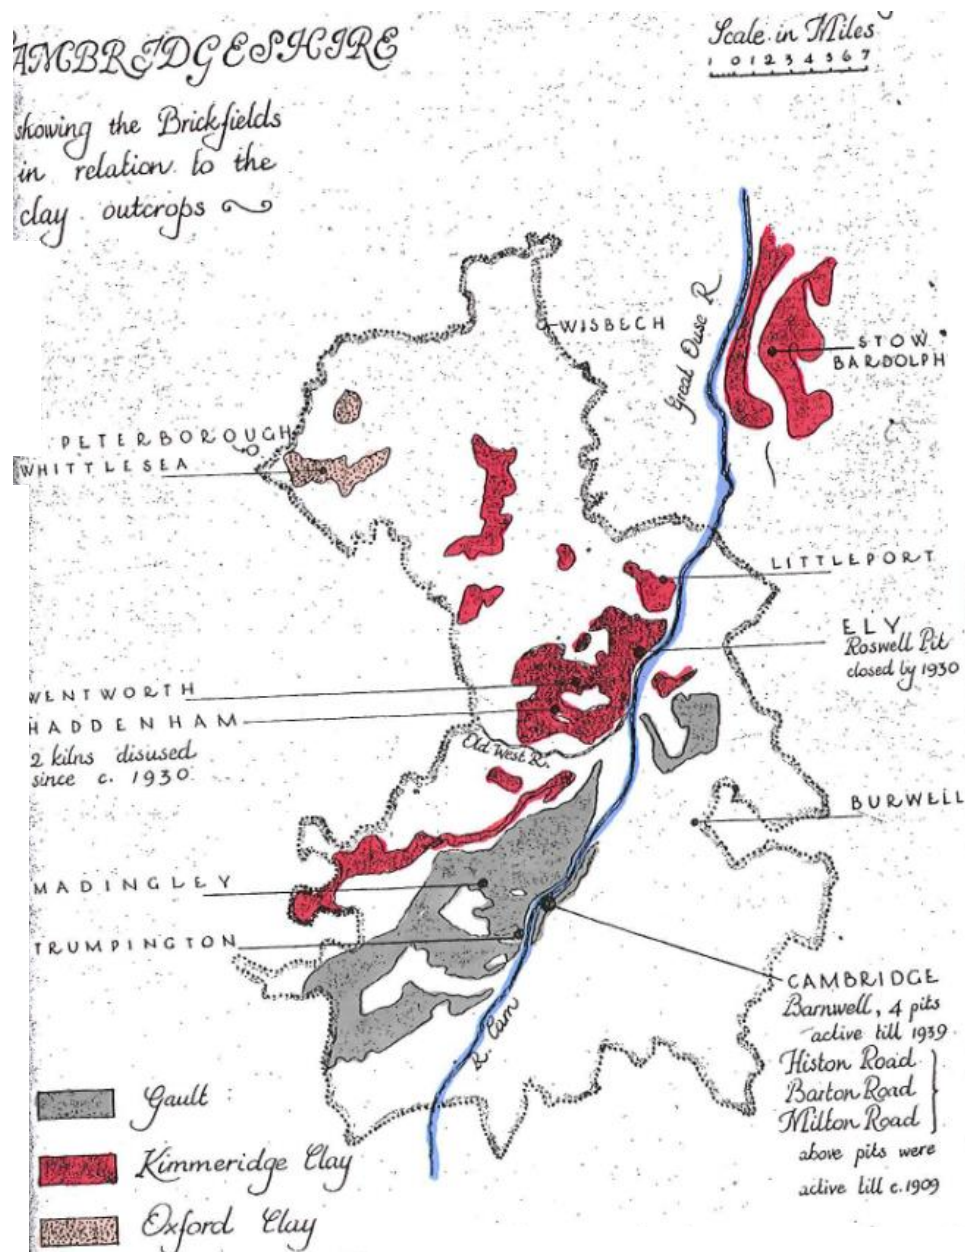 AMBRIDGESHIRE
showing the Brickfields
in relation to the
clay outcrops
Scale in Miles
1 0 1 2 3 4 5 6 7
Great Ouse R
WISBECH
STOW
BARDOLPH
PETERBOROUGH
WHITTLESEA
LITTLEPORT
ELY
Roswell Pit
closed by 1930
WENTWORTH
HADDENHAM
2 kilns disused
since c. 1930
Old West R.
BURWELL
MADINGLEY
TRUMPINGTON
CAMBRIDGE
Barnwell, 4 pits
active till 1939
Histon Road
Barton Road
Milton Road
above pits were
active till c.1909
R. Cam
Gault
Kimmeridge Clay
Oxford Clay